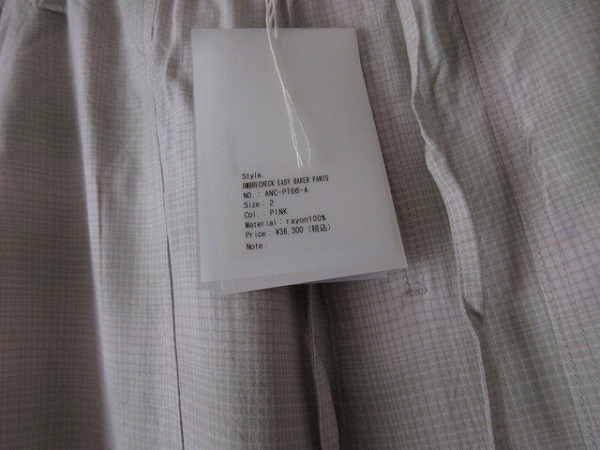 Style.
OMBRECHECK EASY BAKER PANTS
NO. : ANC-PT66-A
Size : 2
Col. : PINK
Material : rayon100%
Price : ¥36,300 (税込)
Note :